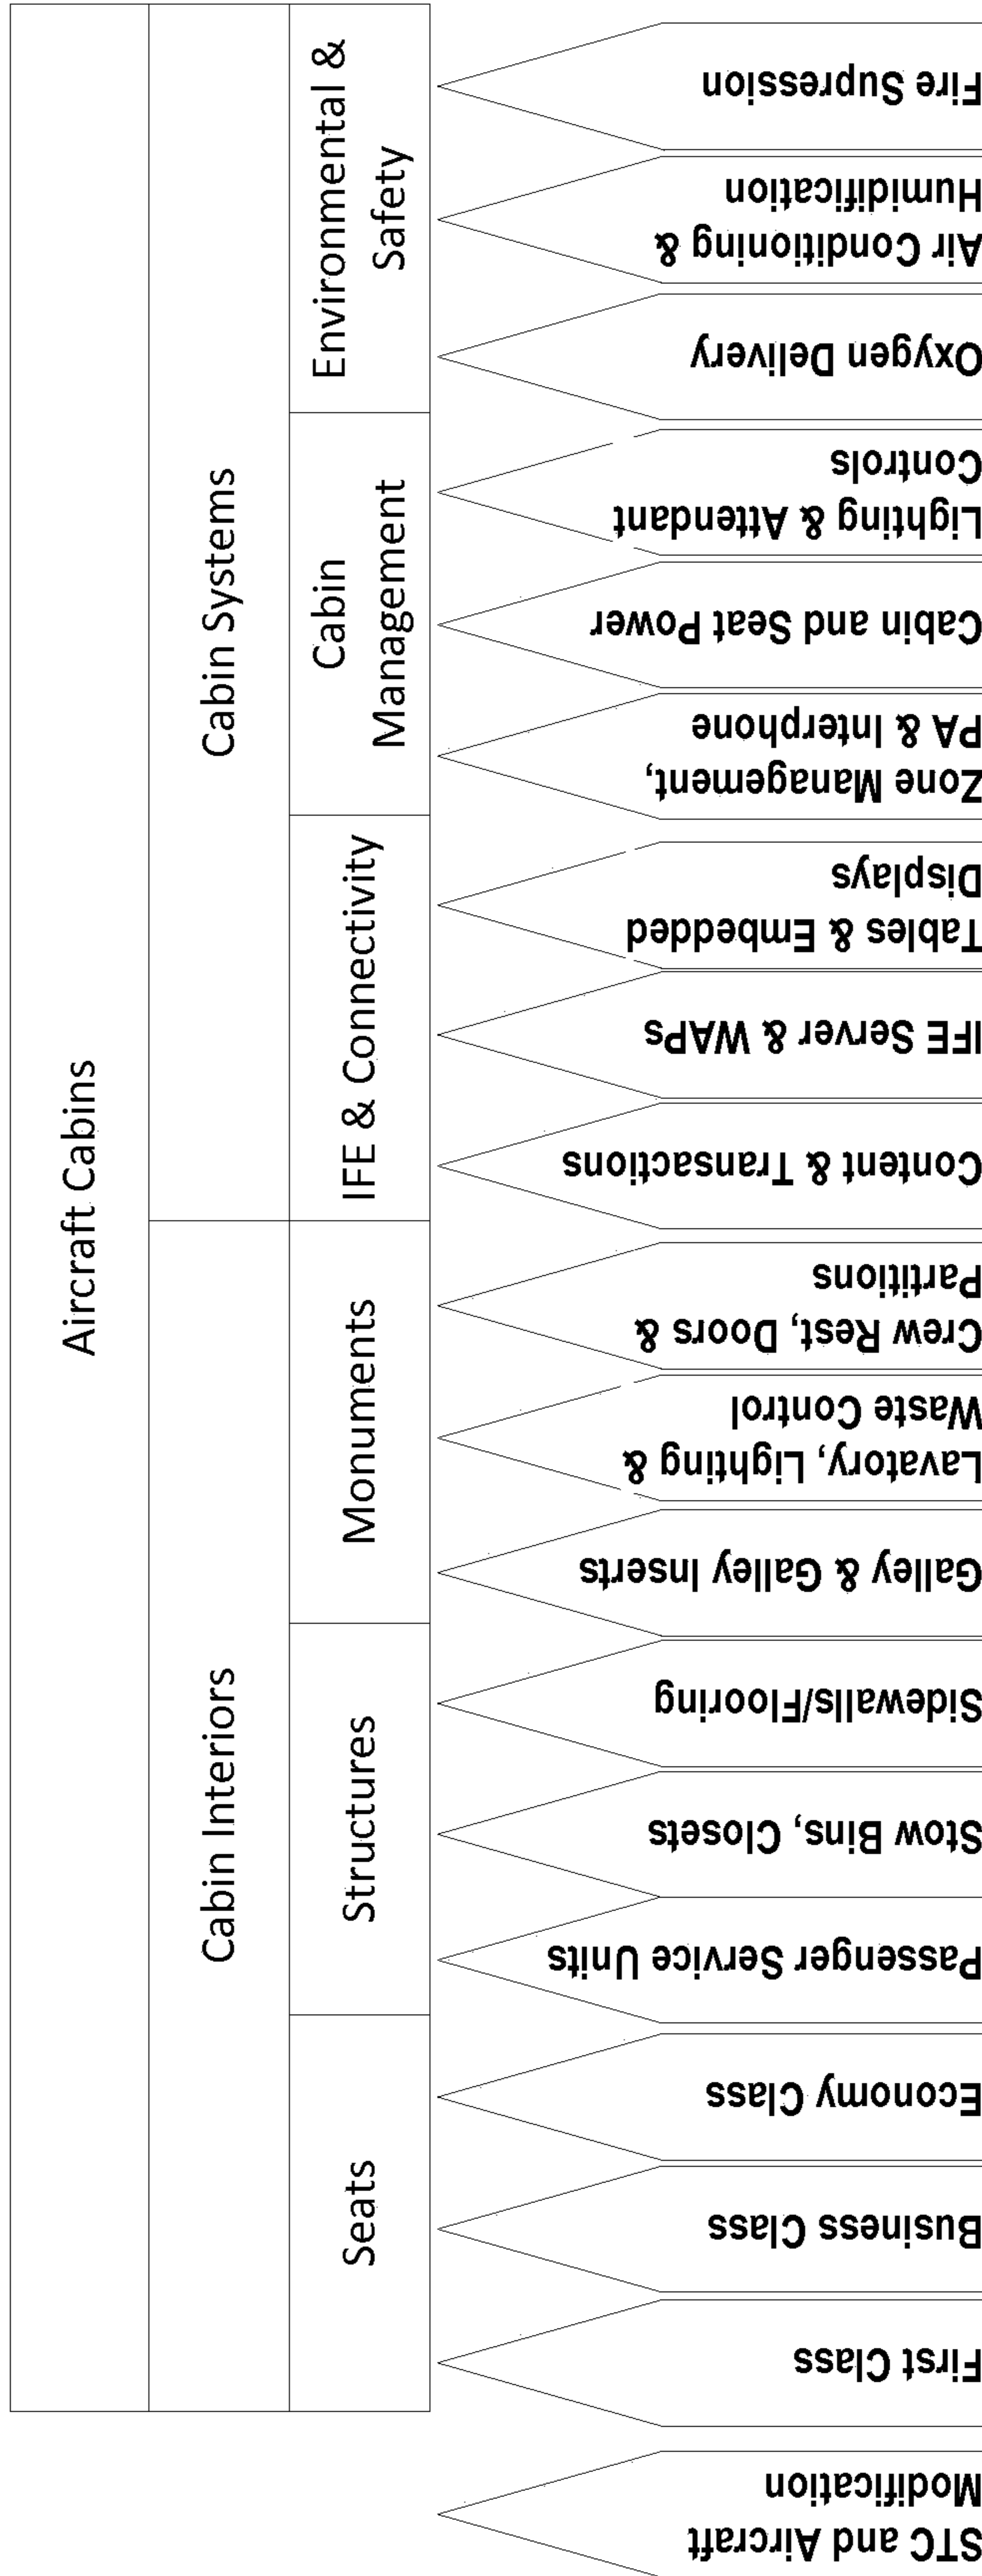 Aircraft Cabins
Cabin Systems
Cabin Interiors
Environmental &
Safety
Cabin
Management
IFE & Connectivity
Monuments
Structures
Seats
Fire Supression
Air Conditioning &
Humidification
Oxygen Delivery
Lighting & Attendant
Controls
Cabin and Seat Power
Zone Management,
PA & Interphone
Tables & Embedded
Displays
IFE Server & WAPs
Content & Transactions
Crew Rest, Doors &
Partitions
Lavatory, Lighting &
Waste Control
Galley & Galley Inserts
Sidewalls/Flooring
Stow Bins, Closets
Passenger Service Units
Economy Class
Business Class
First Class
STC and Aircraft
Modification